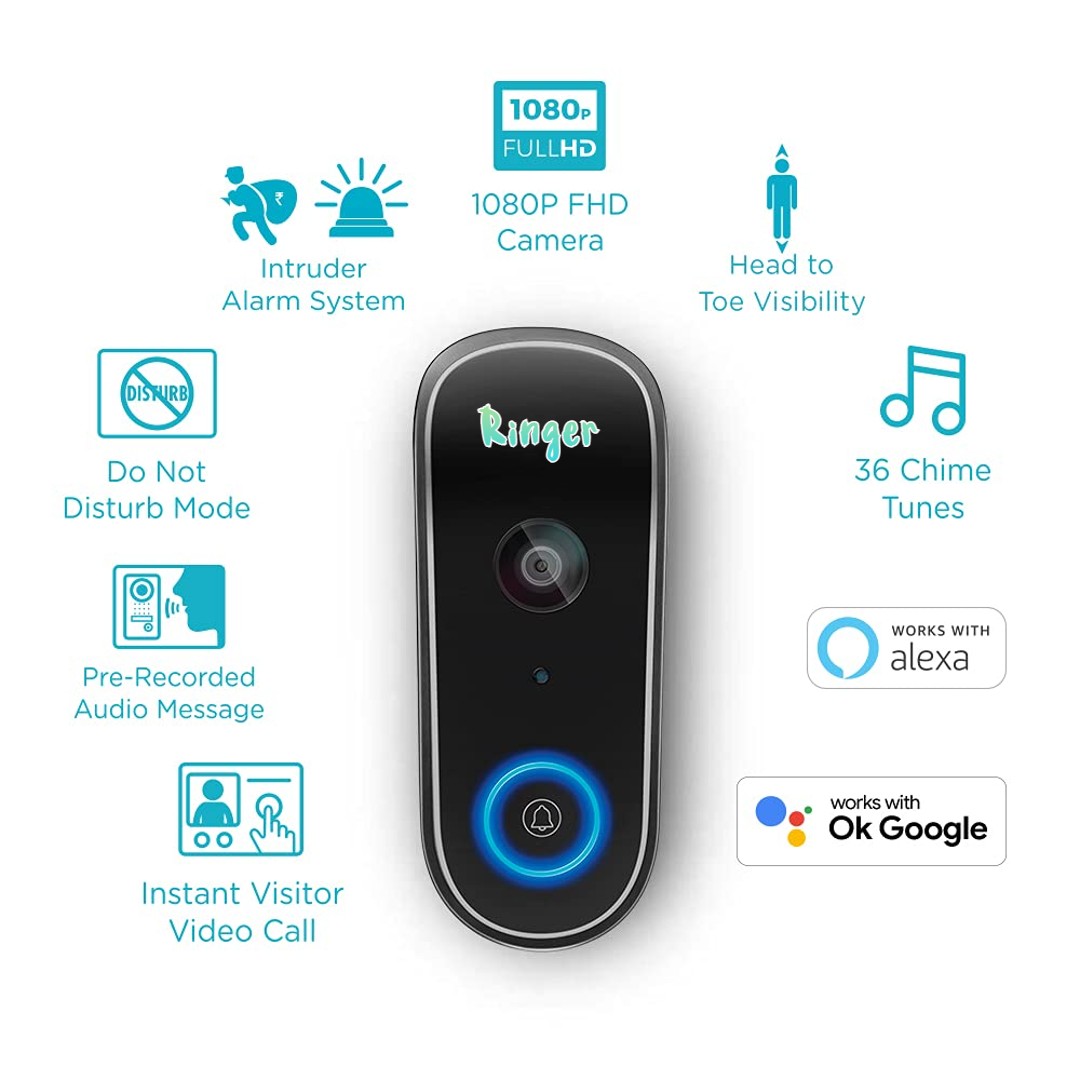 1080P
FULLHD
1080P FHD
Camera
₹
Intruder
Alarm System
Head to
Toe Visibility
DISTURB
Do Not
Disturb Mode
Ringer
36 Chime
Tunes
Pre-Recorded
Audio Message
WORKS WITH
alexa
works with
Ok Google
Instant Visitor
Video Call